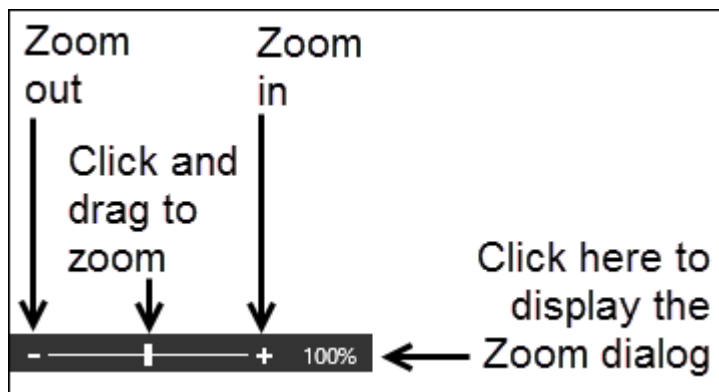 Zoom
out
Zoom
in
Click and
drag to
zoom
Click here to
display the
Zoom dialog
- + 100%